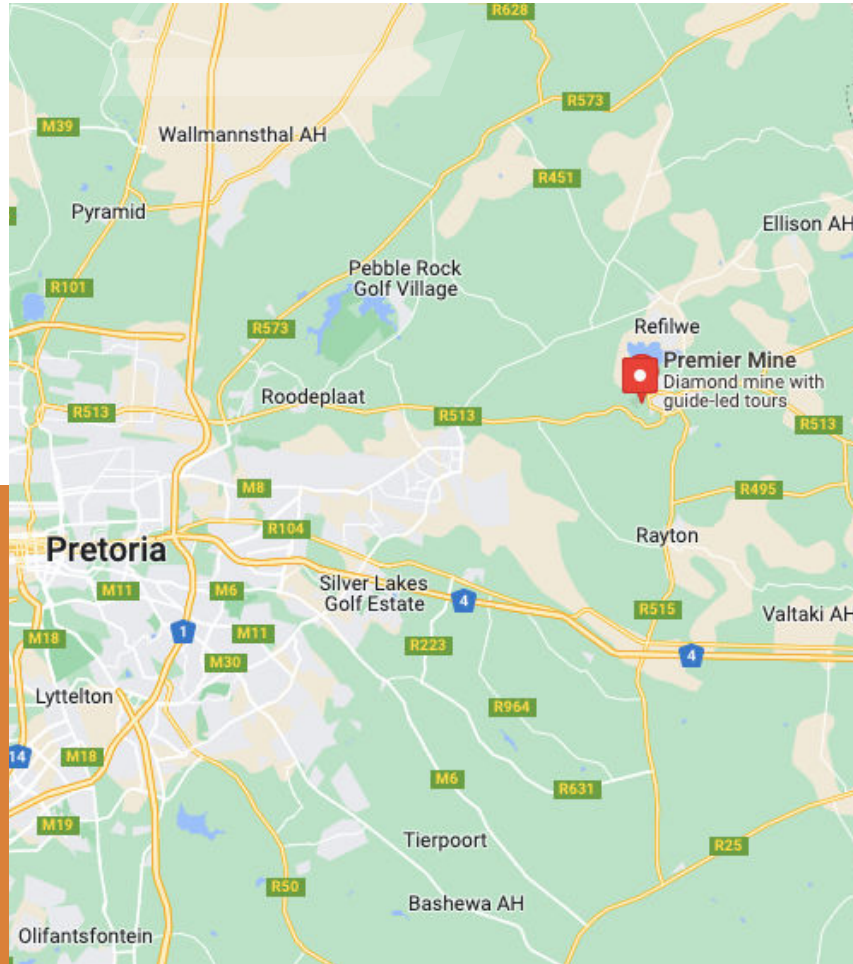 R628
R573
M39
Wallmannsthal AH
R451
Pyramid
Ellison AH
Pebble Rock
Golf Village
R101
R573
Refilwe
Premier Mine
Diamond mine with
guide-led tours
Roodeplaat
R513
R513
R513
M8
R495
R104
Rayton
Pretoria
Silver Lakes
Golf Estate
M11
M6
4
R515
Valtaki AH
1
M11
M18
R223
4
M30
Lyttelton
R964
14
M18
M6
R631
M19
Tierpoort
R25
R50
Bashewa AH
Olifantsfontein